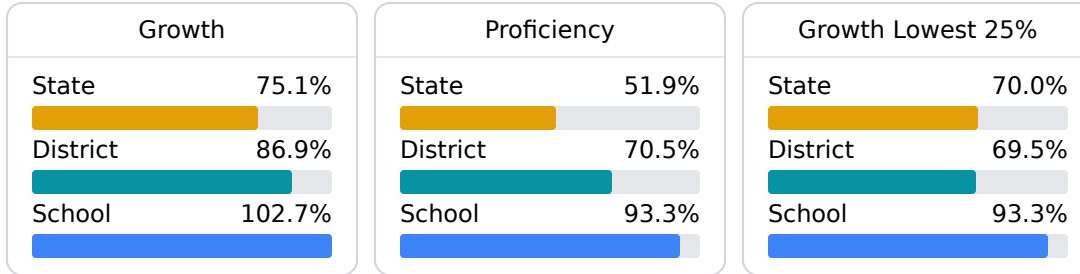 Growth
State 75.1%
District 86.9%
School 102.7%
Proficiency
State 51.9%
District 70.5%
School 93.3%
Growth Lowest 25%
State 70.0%
District 69.5%
School 93.3%